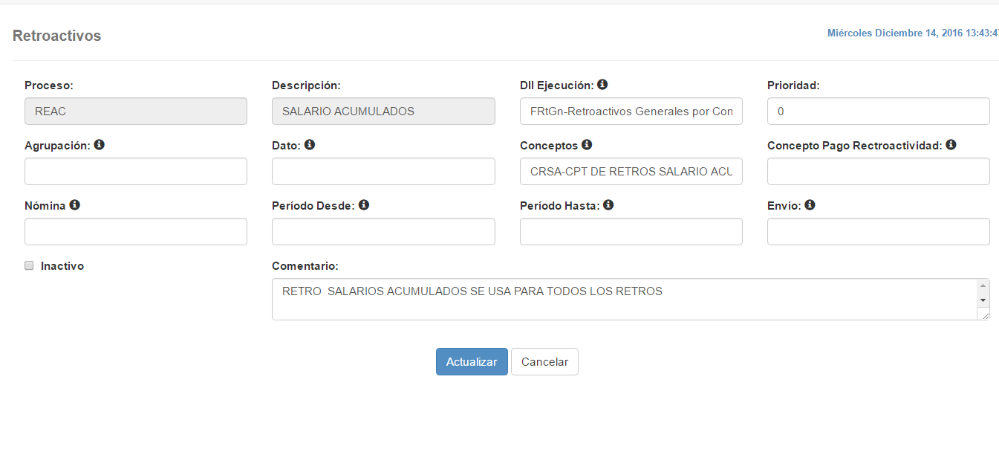 Retroactivos
Miércoles Diciembre 14, 2016 13:43:47
Proceso: Descripción: Dll Ejecución: Prioridad:
REAC SALARIO ACUMULADOS FRtGn-Retroactivos Generales por Con 0
Agrupación: Dato: Conceptos Concepto Pago Rectroactividad:
CRSA-CPT DE RETROS SALARIO ACU
Nómina Período Desde: Período Hasta: Envío:
Inactivo Comentario:
RETRO SALARIOS ACUMULADOS SE USA PARA TODOS LOS RETROS
Actualizar Cancelar